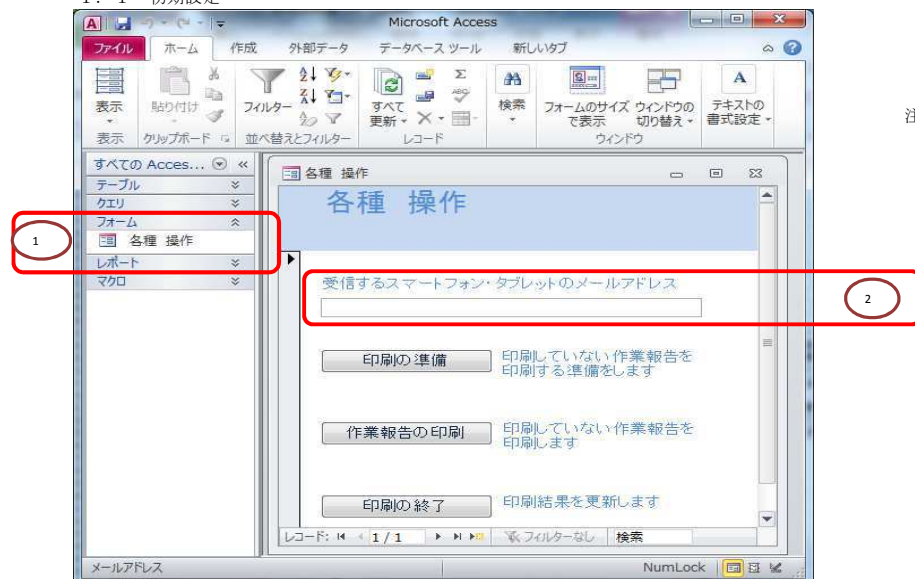 1. 1 初期設定
Microsoft Access
ファイル ホーム 作成 外部データ データベース ツール 新しいタブ
表示 貼り付け フィルター すべて更新 検索 フォームのサイズで表示 ウィンドウの切り替え テキストの書式設定
表示 クリップボード 並べ替えとフィルター レコード ウィンドウ
注
すべての Acces...
テーブル
クエリ
フォーム
各種 操作
レポート
マクロ
1
各種 操作
各種 操作
受信するスマートフォン・タブレットのメールアドレス
2
印刷の準備 印刷していない作業報告を
印刷する準備をします
作業報告の印刷 印刷していない作業報告を
印刷します
印刷の終了 印刷結果を更新します
レコード: 1 / 1 フィルターなし 検索
メールアドレス NumLock